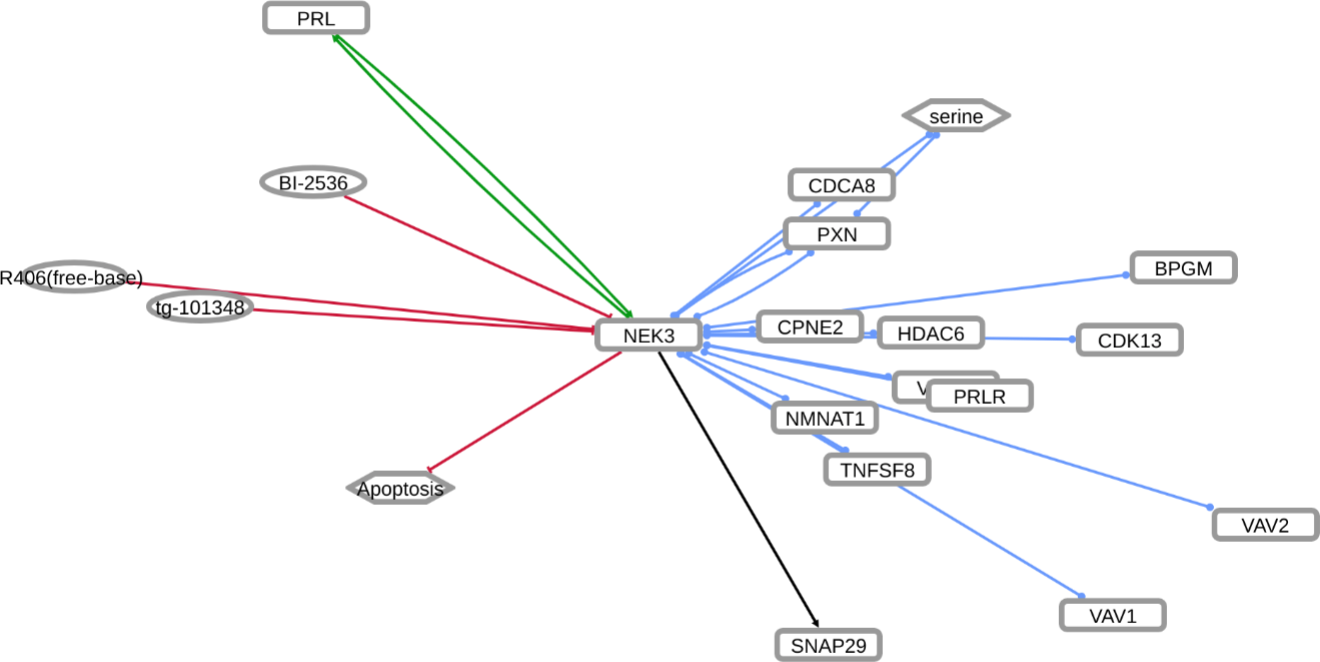 PRL
serine
BI-2536
CDCA8
PXN
BPGM
R406(free-base)
tg-101348
NEK3
CPNE2
HDAC6
CDK13
PRLR
NMNAT1
TNFSF8
Apoptosis
VAV2
VAV1
SNAP29